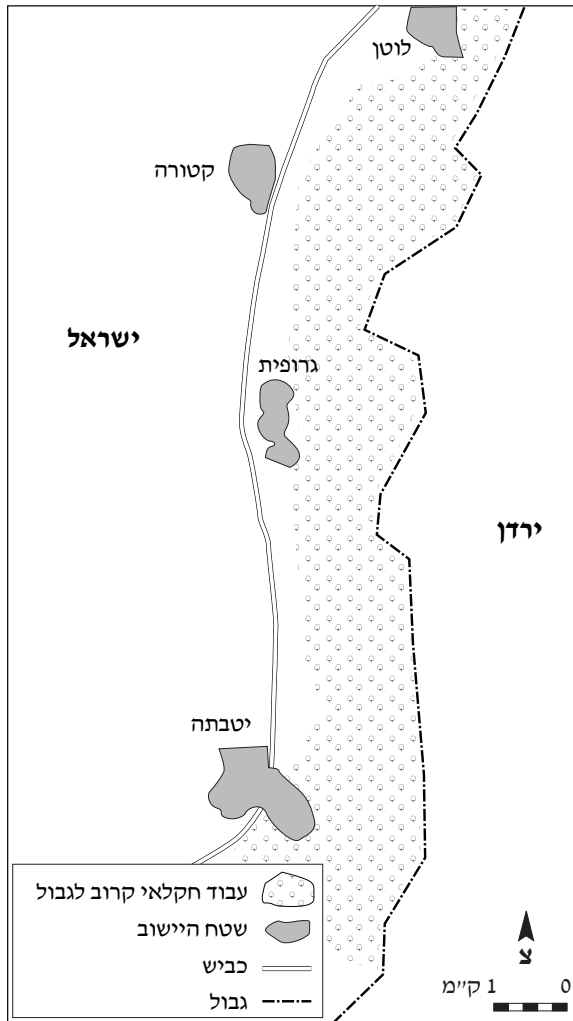 לוטן
קטורה
ישראל
גרופית
ירדן
יטבתה
עבוד חקלאי קרוב לגבול
שטח היישוב
כביש
גבול
צ
0 1 ק״מ